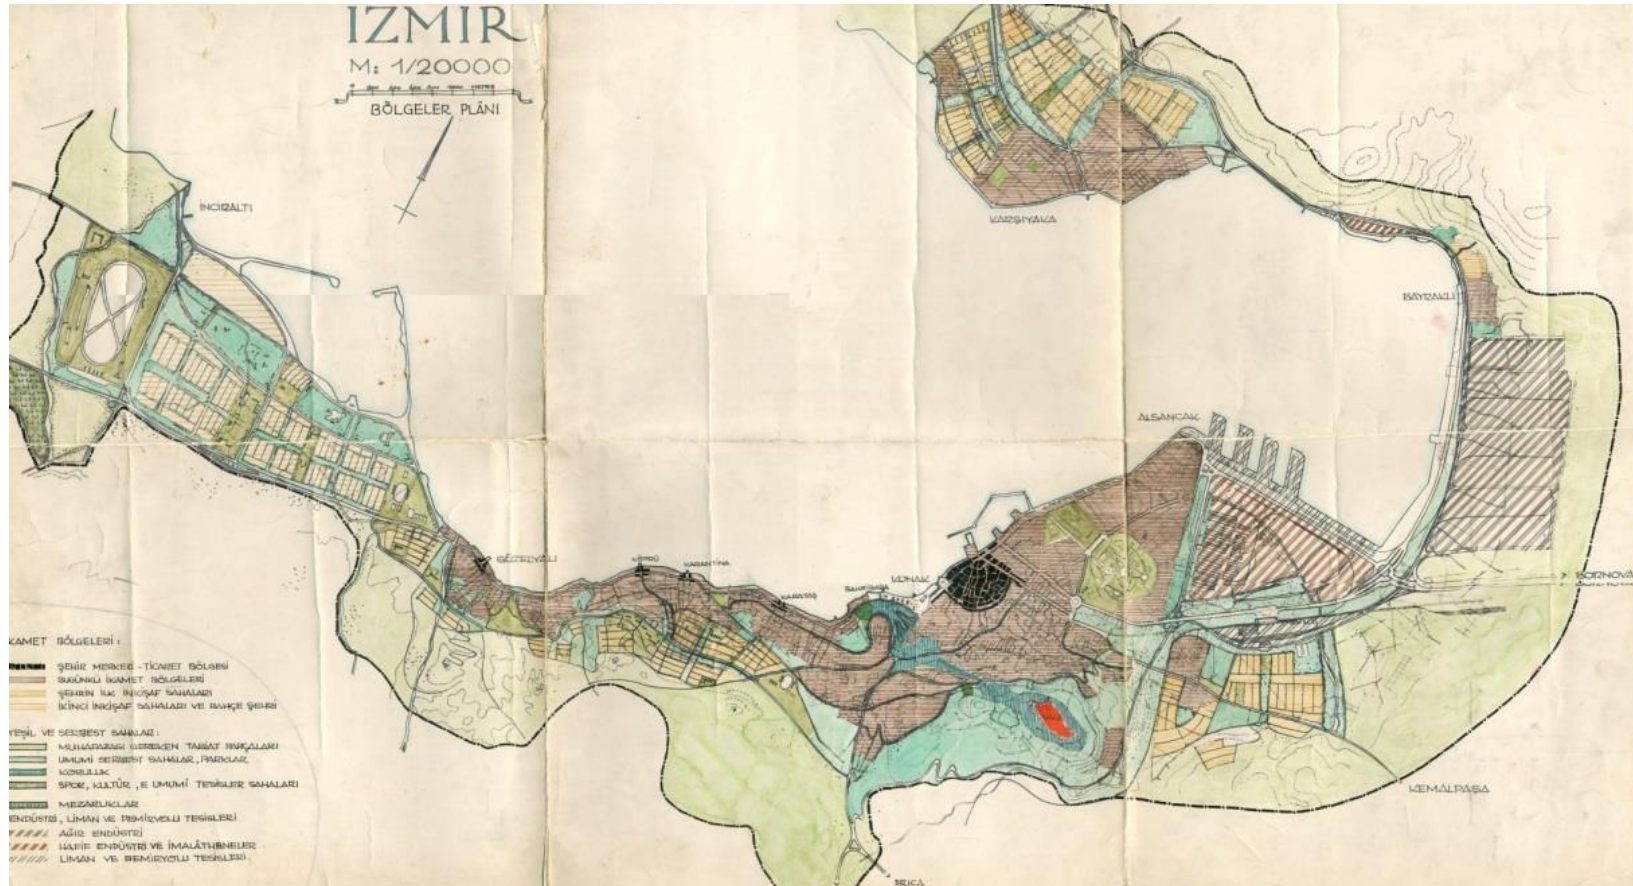 İZMİR
M: 1/20000
BÖLGELER PLÂNI
İNCİRALTI
KARŞIYAKA
BAYRAKLI
ALSANCAK
BORNOVA
GÜZELYALI
KÖPRÜ
KARANTİNA
KARATAŞ
KONAK
KEMALPAŞA
BUCA
KAMET BÖLGELERİ:
ŞEHİR MERKEZİ - TİCARET BÖLGESİ
BUGÜNKÜ İKAMET BÖLGELERİ
ŞEHRİN İLK İNKİŞAF SAHALARI
İKİNCİ İNKİŞAF SAHALARI VE BAHÇE ŞEHRİ
YEŞİL VE SERBEST SAHALAR:
MUHAFAZASI GEREKEN TABİAT PARÇALARI
UMUMİ SERBEST SAHALAR, PARKLAR
KORULUK
SPOR, KÜLTÜR, E UMUMİ TESİSLER SAHALARI
MEZARLIKLAR
ENDÜSTRİ, LİMAN VE DEMİRYOLU TESİSLERİ
AĞIR ENDÜSTRİ
HAFİF ENDÜSTRİ VE İMALÂTHANELER
LİMAN VE DEMİRYOLU TESİSLERİ.